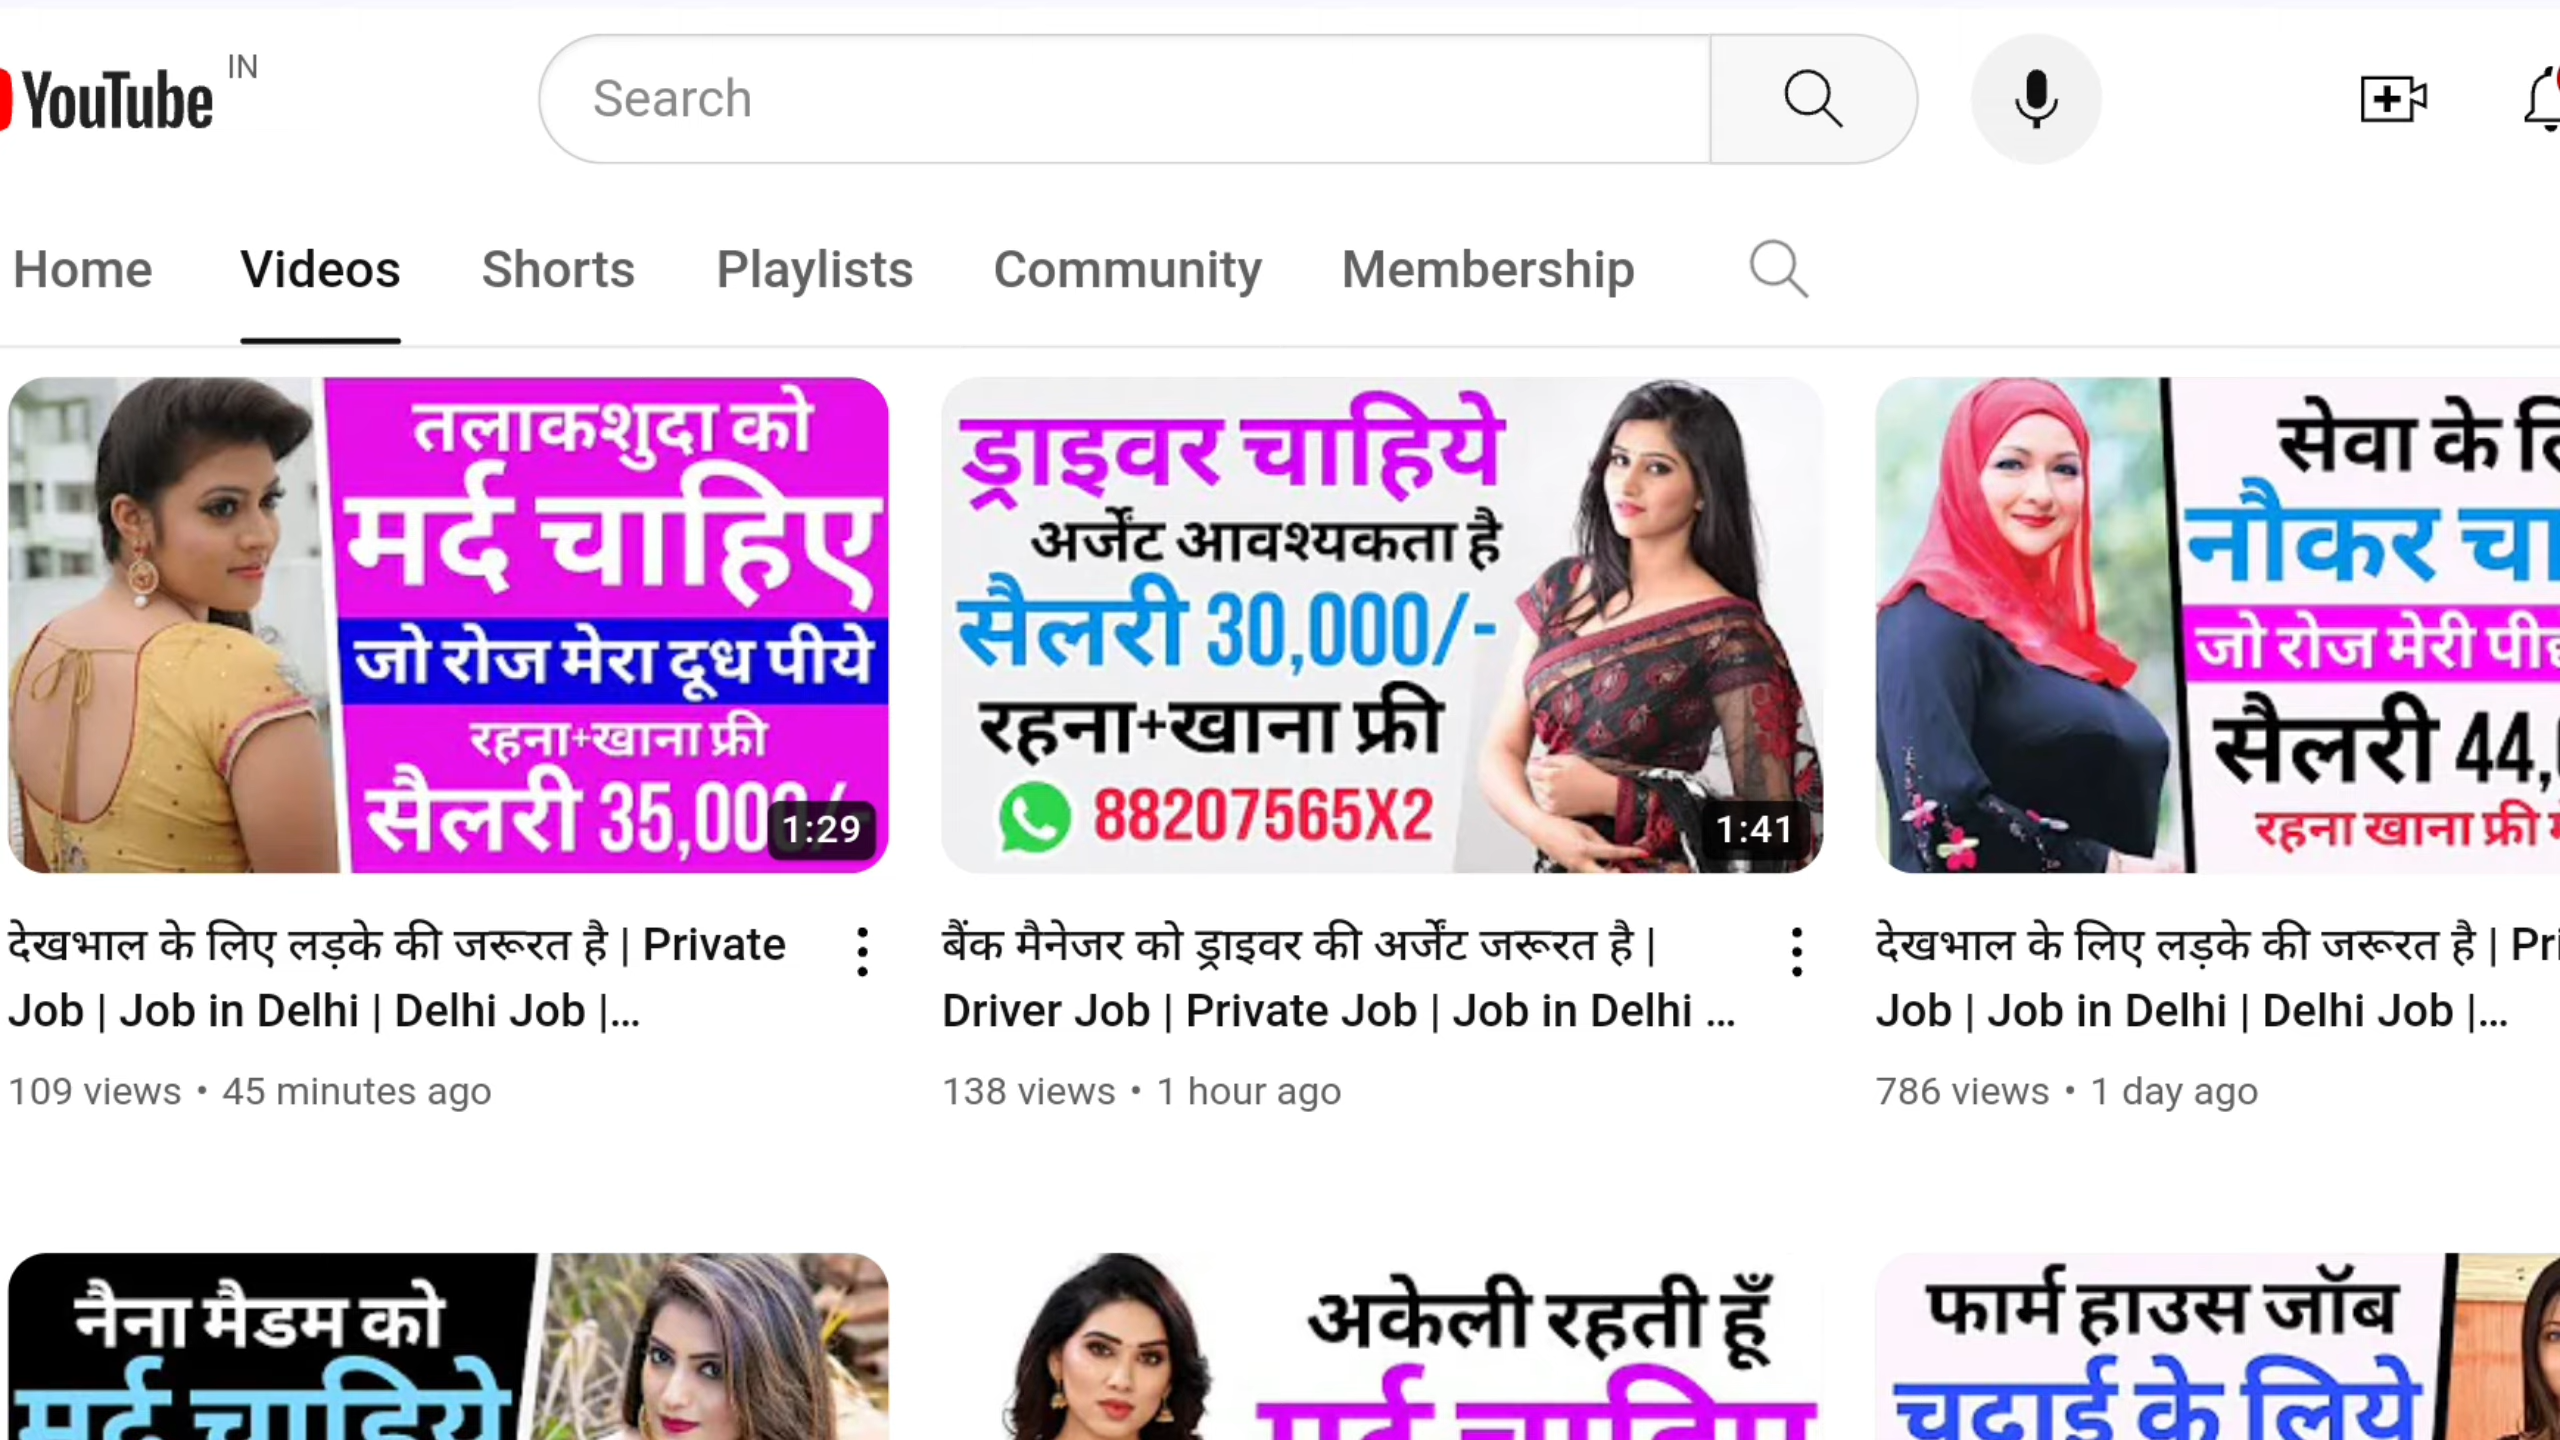 YouTube IN
Search
Home Videos Shorts Playlists Community Membership
तलाकशुदा को
मर्द चाहिए
जो रोज मेरा दूध पीये
रहना+खाना फ्री
सैलरी 35,00
1:29
देखभाल के लिए लड़के की जरूरत है | Private
Job | Job in Delhi | Delhi Job |...
109 views • 45 minutes ago
ड्राइवर चाहिये
अर्जेंट आवश्यकता है
सैलरी 30,000/-
रहना+खाना फ्री
88207565X2
1:41
बैंक मैनेजर को ड्राइवर की अर्जेंट जरूरत है |
Driver Job | Private Job | Job in Delhi ...
138 views • 1 hour ago
सेवा के
नौकर
जो रोज मेरी
सैलरी 44,
रहना खाना फ्री
देखभाल के लिए लड़के की जरूरत है |
Job | Job in Delhi | Delhi Job |...
786 views • 1 day ago
नैना मैडम को
मर्द चाहिये
अकेली रहती हूँ
मर्द चाहिए
फार्म हाउस जॉब
के लिये